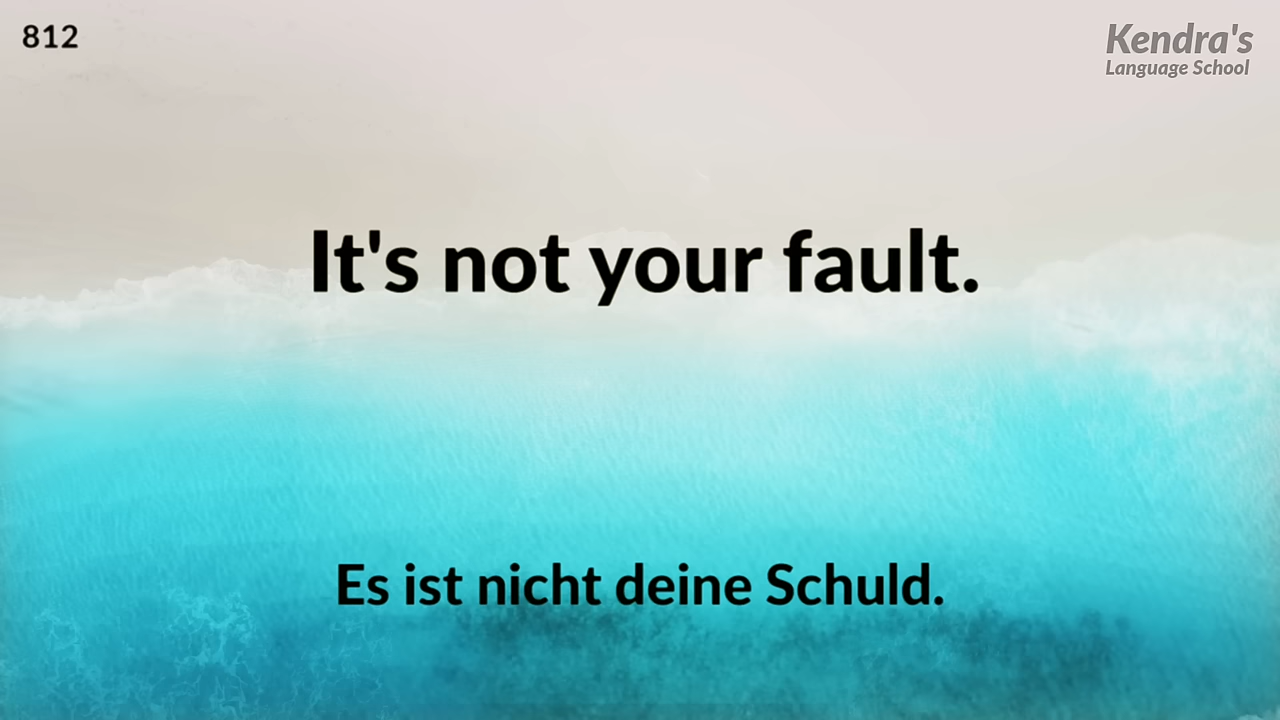 812
Kendra's
Language School
It's not your fault.
Es ist nicht deine Schuld.